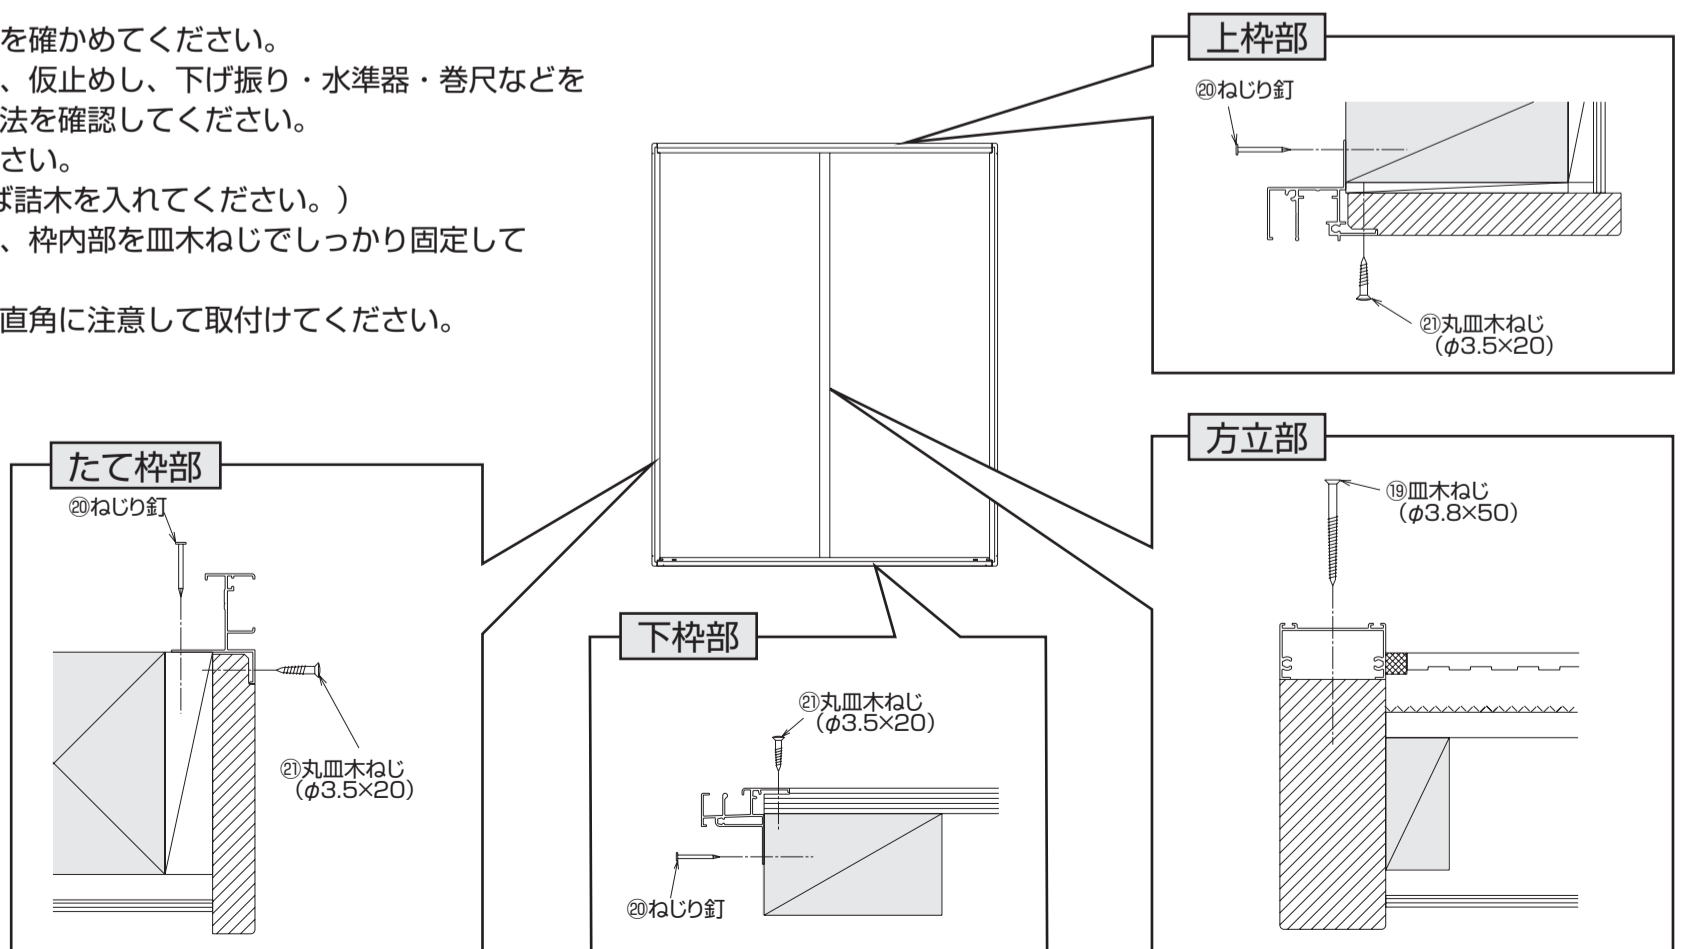 を確かめてください。
、仮止めし、下げ振り・水準器・巻尺などを
法を確認してください。
さい。
ば詰木を入れてください。）
、枠内部を皿木ねじでしっかり固定して
直角に注意して取付けてください。
上枠部
⑳ねじり釘
㉑丸皿木ねじ
（φ3.5×20）
たて枠部
⑳ねじり釘
㉑丸皿木ねじ
（φ3.5×20）
下枠部
㉑丸皿木ねじ
（φ3.5×20）
⑳ねじり釘
方立部
⑲皿木ねじ
（φ3.8×50）